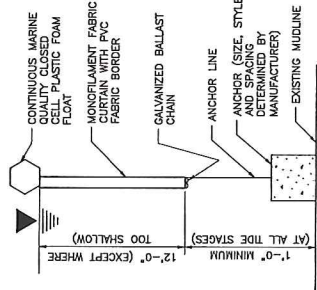 CONTINUOUS MARINE
QUALITY CLOSED
CELL PLASTIC FOAM
FLOAT
MONOFILAMENT FABRIC
CURTAIN WITH PVC
FABRIC BORDER
GALVANIZED BALLAST
CHAIN
ANCHOR LINE
ANCHOR (SIZE, STYLE
AND SPACING
DETERMINED BY
MANUFACTURER)
EXISTING MUDLINE
12'-0" (EXCEPT WHERE
TOO SHALLOW)
1'-0" MINIMUM
(AT ALL TIDE STAGES)